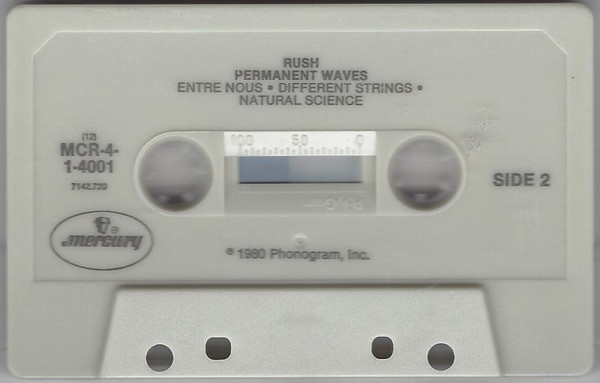 RUSH
PERMANENT WAVES
ENTRE NOUS • DIFFERENT STRINGS •
NATURAL SCIENCE
(12)
MCR-4-
1-4001
7142.720
100 50 0
PolyGram
SIDE 2
mercury ®
℗ 1980 Phonogram, Inc.